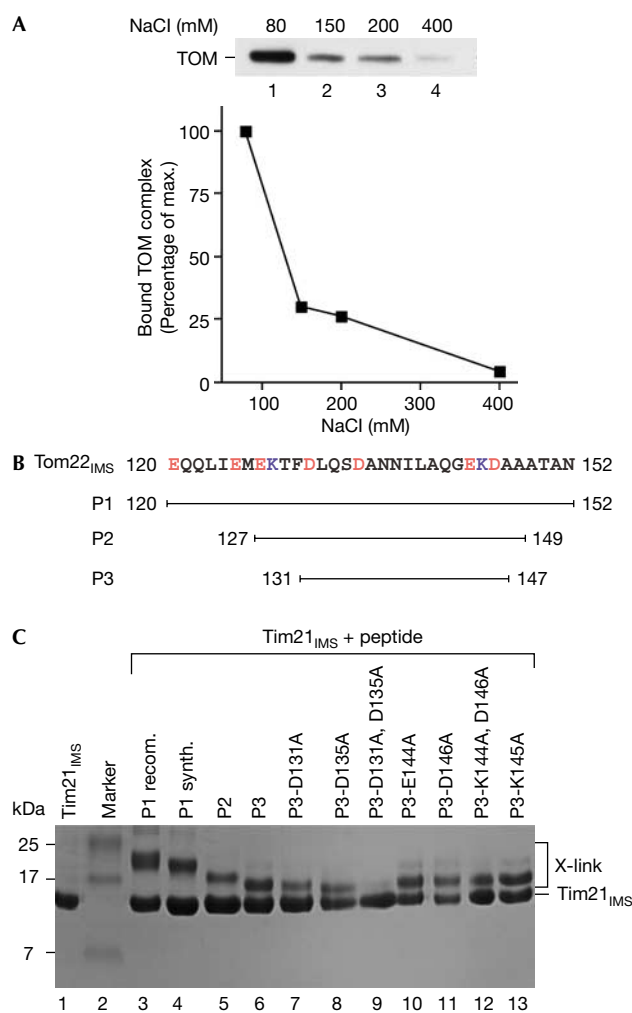 A
NaCl (mM) 80 150 200 400
TOM
1 2 3 4
Bound TOM complex
(Percentage of max.)
100
75
50
25
0
100 200 300 400
NaCl (mM)
B Tom22IMS 120 EQQLIEMEKTFDLQSDANNILAQGEKDAAATAN 152
P1 120 152
P2 127 149
P3 131 147
C
Tim21IMS + peptide
kDa
Tim21IMS
Marker
P1 recom.
P1 synth.
P2
P3
P3-D131A
P3-D135A
P3-D131A, D135A
P3-E144A
P3-D146A
P3-K144A, D146A
P3-K145A
25
17
7
X-link
Tim21IMS
1 2 3 4 5 6 7 8 9 10 11 12 13